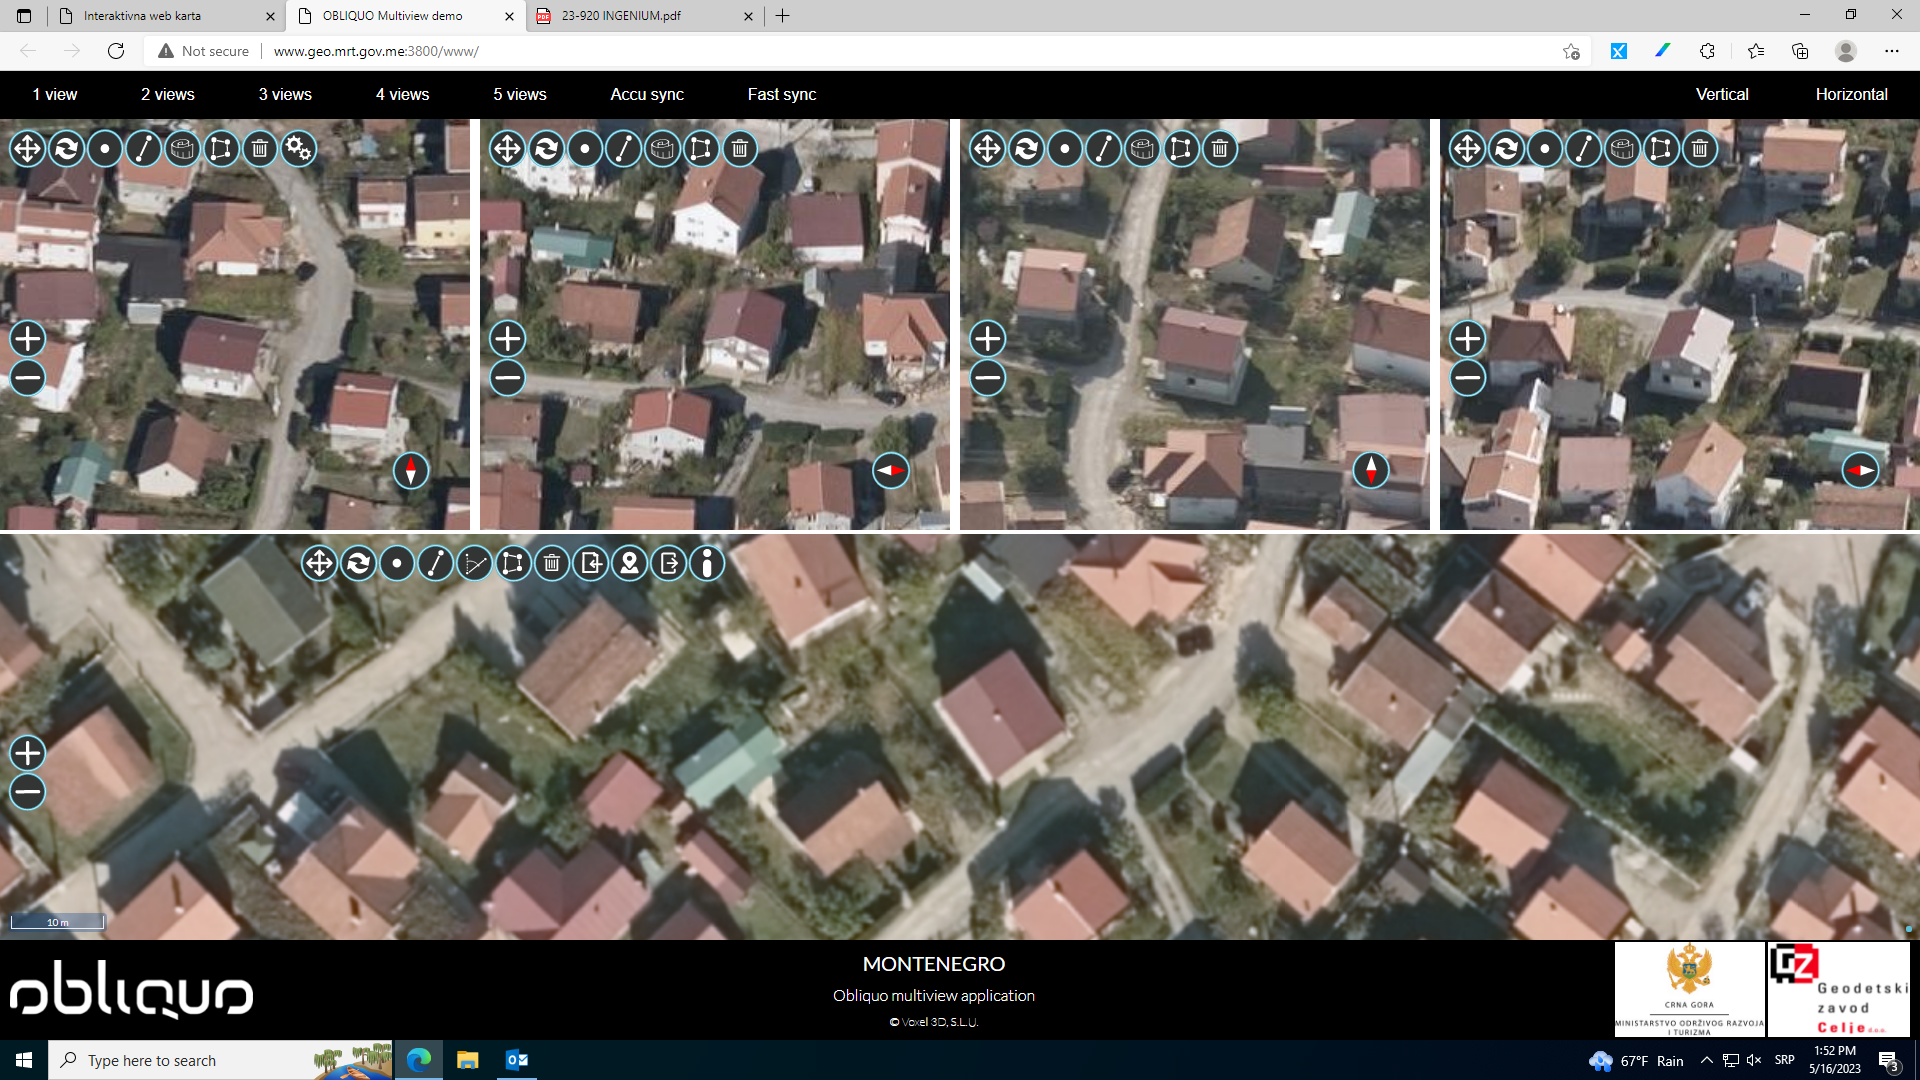 Interaktivna web karta
OBLIQUO Multiview demo
23-920 INGENIUM.pdf
Not secure
www.geo.mrt.gov.me:3800/www/
1 view
2 views
3 views
4 views
5 views
Accu sync
Fast sync
Vertical
Horizontal
10 m
obliquo
MONTENEGRO
Obliquo multiview application
© Voxel 3D, S.L.U.
CRNA GORA
MINISTARSTVO ODRŽIVOG RAZVOJA
I TURIZMA
GZ
Geodetski
zavod
Celje d.o.o.
Type here to search
67°F Rain
SRP
1:52 PM
5/16/2023
3